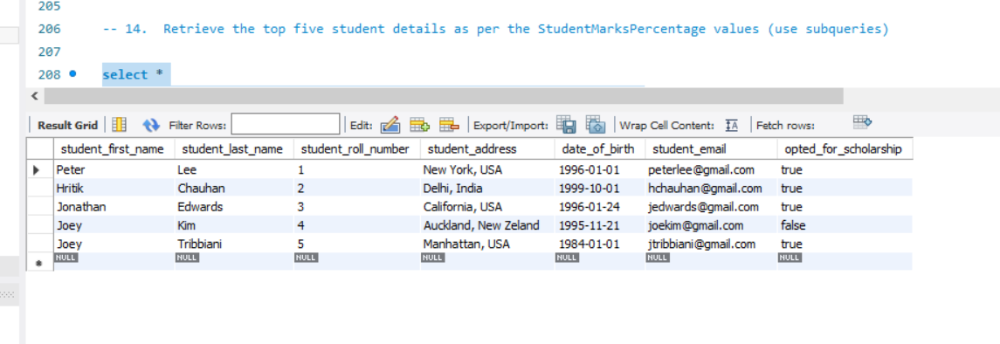 205
206 -- 14. Retrieve the top five student details as per the StudentMarksPercentage values (use subqueries)
207
208 select *
Result Grid Filter Rows: Edit: Export/Import: Wrap Cell Content: IA Fetch rows:
student_first_name student_last_name student_roll_number student_address date_of_birth student_email opted_for_scholarship
Peter Lee 1 New York, USA 1996-01-01 peterlee@gmail.com true
Hritik Chauhan 2 Delhi, India 1999-10-01 hchauhan@gmail.com true
Jonathan Edwards 3 California, USA 1996-01-24 jedwards@gmail.com true
Joey Kim 4 Auckland, New Zeland 1995-11-21 joekim@gmail.com false
Joey Tribbiani 5 Manhattan, USA 1984-01-01 jtribbiani@gmail.com true
NULL NULL NULL NULL NULL NULL NULL